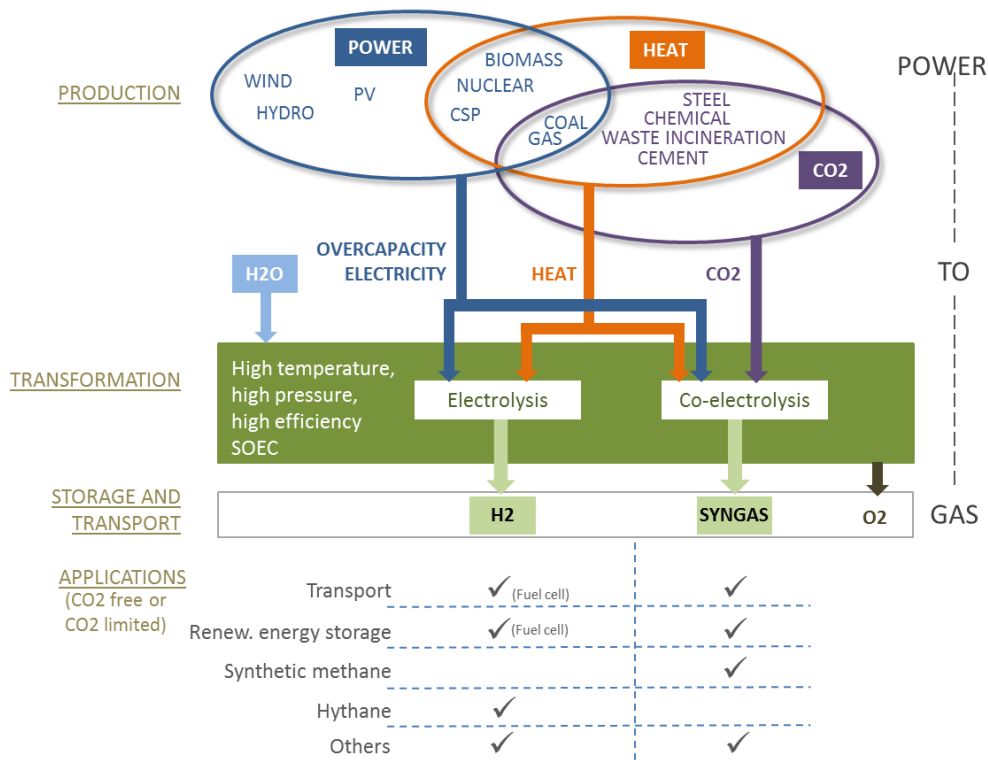 POWER
HEAT
BIOMASS
WIND
NUCLEAR
PV
HYDRO
CSP
STEEL
COAL
CHEMICAL
GAS
WASTE INCINERATION
CEMENT
CO2
PRODUCTION
POWER
TO
GAS
OVERCAPACITY
ELECTRICITY
HEAT
CO2
H2O
TRANSFORMATION
High temperature,
high pressure,
high efficiency
SOEC
Electrolysis
Co-electrolysis
STORAGE AND
TRANSPORT
H2
SYNGAS
O2
APPLICATIONS
(CO2 free or
CO2 limited)
Transport
✓ (Fuel cell)
✓
Renew. energy storage
✓ (Fuel cell)
✓
Synthetic methane
✓
Hythane
✓
Others
✓
✓